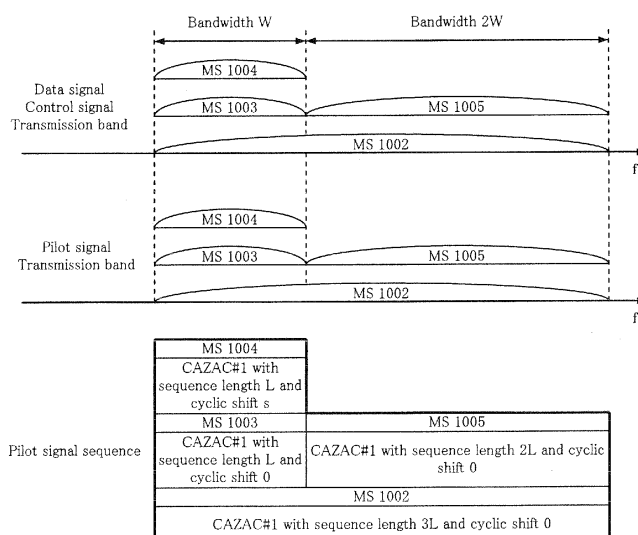 Bandwidth W
Bandwidth 2W
MS 1004
Data signal
Control signal
Transmission band
MS 1003
MS 1005
MS 1002
f
MS 1004
Pilot signal
Transmission band
MS 1003
MS 1005
MS 1002
f
MS 1004
CAZAC#1 with
sequence length L and
cyclic shift s
Pilot signal sequence
MS 1003
CAZAC#1 with
sequence length L and
cyclic shift 0
MS 1005
CAZAC#1 with sequence length 2L and cyclic
shift 0
MS 1002
CAZAC#1 with sequence length 3L and cyclic shift 0